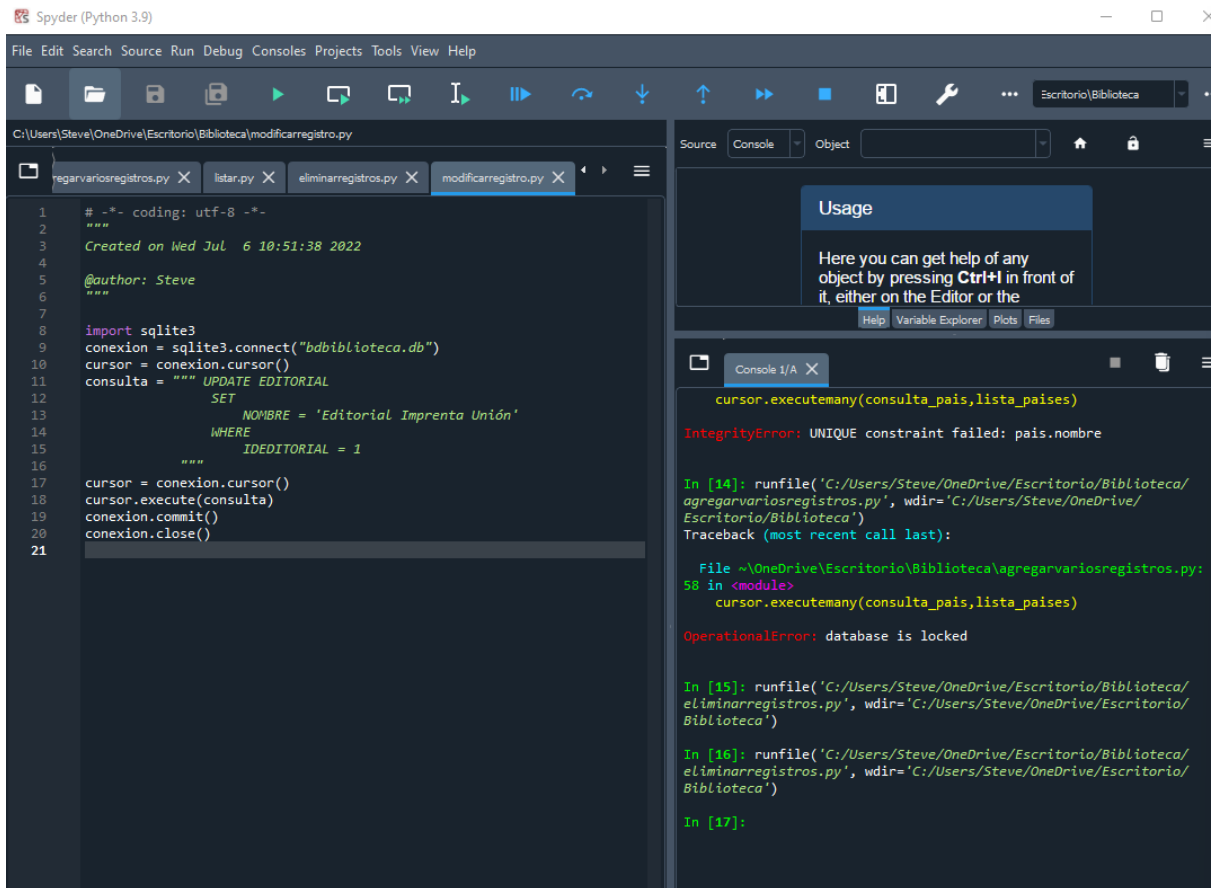 Spyder (Python 3.9)
File Edit Search Source Run Debug Consoles Projects Tools View Help
Escritorio\Biblioteca
C:\Users\Steve\OneDrive\Escritorio\Biblioteca\modificarregistro.py
regarvariosregistros.py listar.py eliminarregistros.py modificarregistro.py
1 # -*- coding: utf-8 -*-
2 """
3 Created on Wed Jul  6 10:51:38 2022
4
5 @author: Steve
6 """
7
8 import sqlite3
9 conexion = sqlite3.connect("bdbiblioteca.db")
10 cursor = conexion.cursor()
11 consulta = """ UPDATE EDITORIAL
12 SET
13 NOMBRE = 'Editorial Imprenta Unión'
14 WHERE
15 IDEDITORIAL = 1
16 """
17 cursor = conexion.cursor()
18 cursor.execute(consulta)
19 conexion.commit()
20 conexion.close()
21
Source Console Object
Usage
Here you can get help of any
object by pressing Ctrl+I in front of
it, either on the Editor or the
Help Variable Explorer Plots Files
Console 1/A
cursor.executemany(consulta_pais,lista_paises)
IntegrityError: UNIQUE constraint failed: pais.nombre
In [14]: runfile('C:/Users/Steve/OneDrive/Escritorio/Biblioteca/
agregarvariosregistros.py', wdir='C:/Users/Steve/OneDrive/
Escritorio/Biblioteca')
Traceback (most recent call last):
File ~\OneDrive\Escritorio\Biblioteca\agregarvariosregistros.py:
58 in <module>
cursor.executemany(consulta_pais,lista_paises)
OperationalError: database is locked
In [15]: runfile('C:/Users/Steve/OneDrive/Escritorio/Biblioteca/
eliminarregistros.py', wdir='C:/Users/Steve/OneDrive/Escritorio/
Biblioteca')
In [16]: runfile('C:/Users/Steve/OneDrive/Escritorio/Biblioteca/
eliminarregistros.py', wdir='C:/Users/Steve/OneDrive/Escritorio/
Biblioteca')
In [17]: